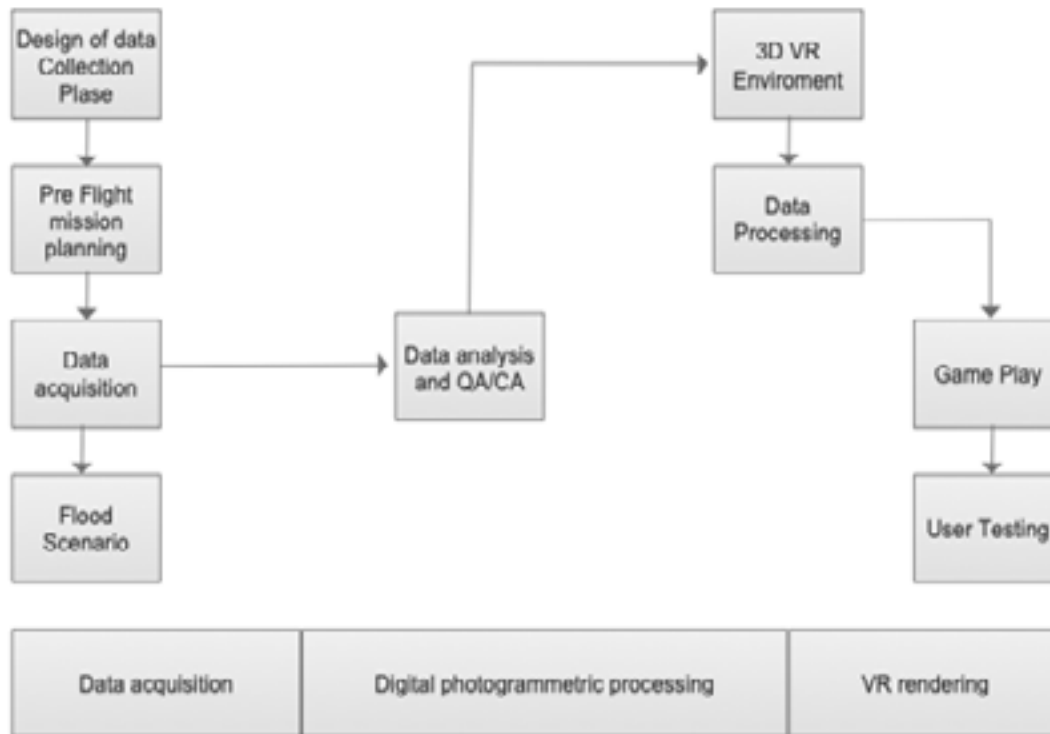 Design of data
Collection
Plase
Pre Flight
mission
planning
Data
acquisition
Flood
Scenario
Data analysis
and QA/CA
3D VR
Enviroment
Data
Processing
Game Play
User Testing
Data acquisition
Digital photogrammetric processing
VR rendering